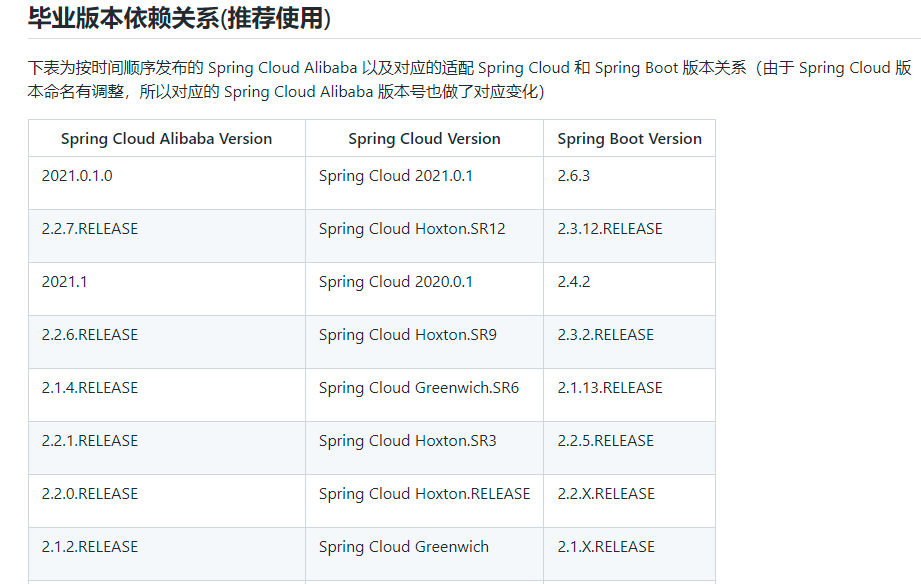 毕业版本依赖关系(推荐使用)
下表为按时间顺序发布的 Spring Cloud Alibaba 以及对应的适配 Spring Cloud 和 Spring Boot 版本关系（由于 Spring Cloud 版
本命名有调整，所以对应的 Spring Cloud Alibaba 版本号也做了对应变化）
Spring Cloud Alibaba Version Spring Cloud Version Spring Boot Version
2021.0.1.0 Spring Cloud 2021.0.1 2.6.3
2.2.7.RELEASE Spring Cloud Hoxton.SR12 2.3.12.RELEASE
2021.1 Spring Cloud 2020.0.1 2.4.2
2.2.6.RELEASE Spring Cloud Hoxton.SR9 2.3.2.RELEASE
2.1.4.RELEASE Spring Cloud Greenwich.SR6 2.1.13.RELEASE
2.2.1.RELEASE Spring Cloud Hoxton.SR3 2.2.5.RELEASE
2.2.0.RELEASE Spring Cloud Hoxton.RELEASE 2.2.X.RELEASE
2.1.2.RELEASE Spring Cloud Greenwich 2.1.X.RELEASE